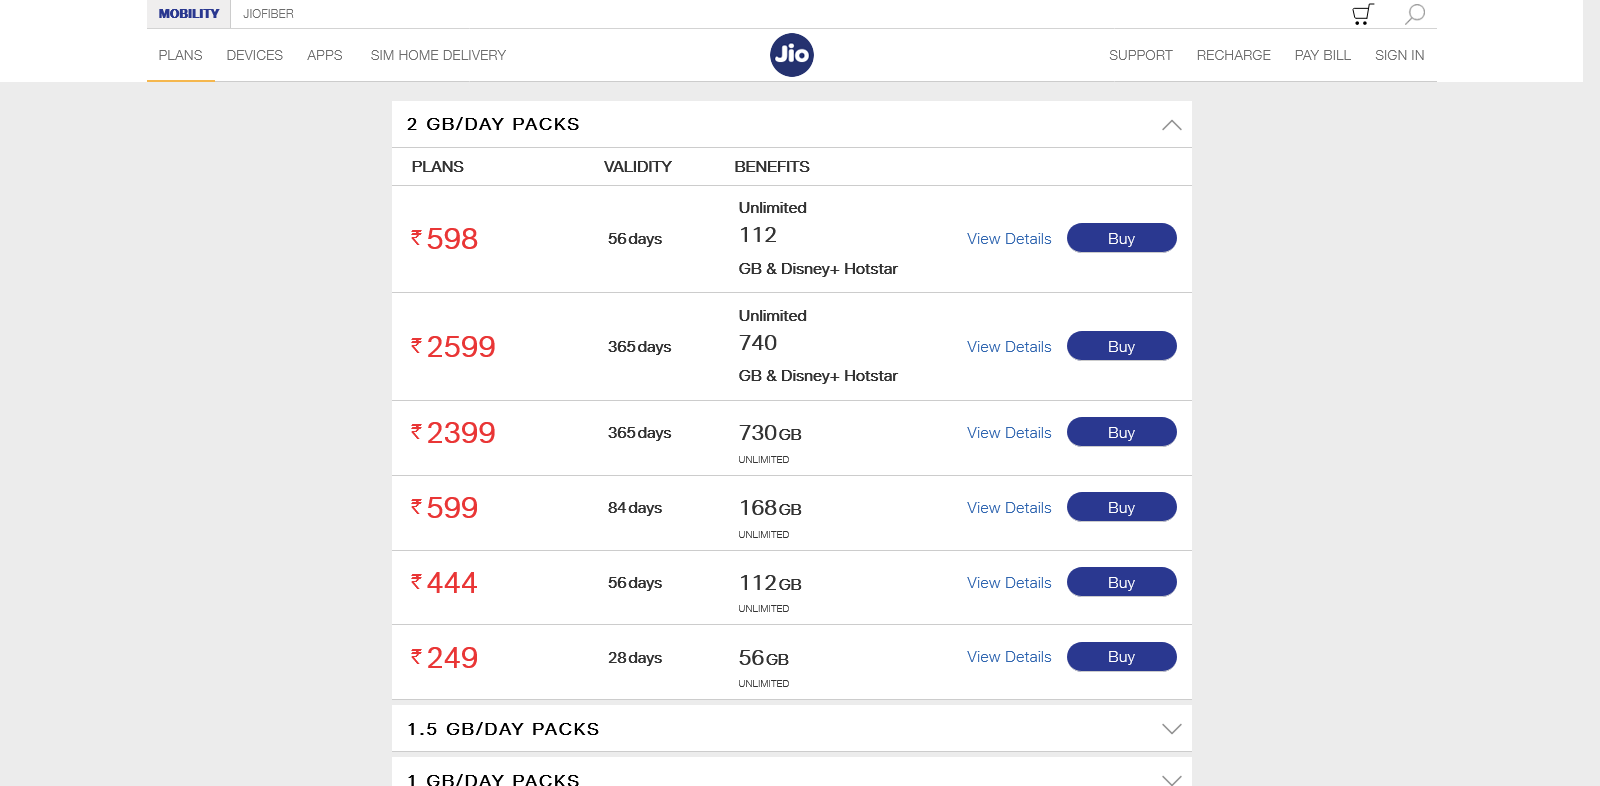 MOBILITY JIOFIBER
PLANS DEVICES APPS SIM HOME DELIVERY Jio SUPPORT RECHARGE PAY BILL SIGN IN
2 GB/DAY PACKS
PLANS VALIDITY BENEFITS
Unlimited
₹ 598 56 days 112 View Details Buy
GB & Disney+ Hotstar
Unlimited
₹ 2599 365 days 740 View Details Buy
GB & Disney+ Hotstar
₹ 2399 365 days 730 GB View Details Buy
UNLIMITED
₹ 599 84 days 168 GB View Details Buy
UNLIMITED
₹ 444 56 days 112 GB View Details Buy
UNLIMITED
₹ 249 28 days 56 GB View Details Buy
UNLIMITED
1.5 GB/DAY PACKS
1 GB/DAY PACKS